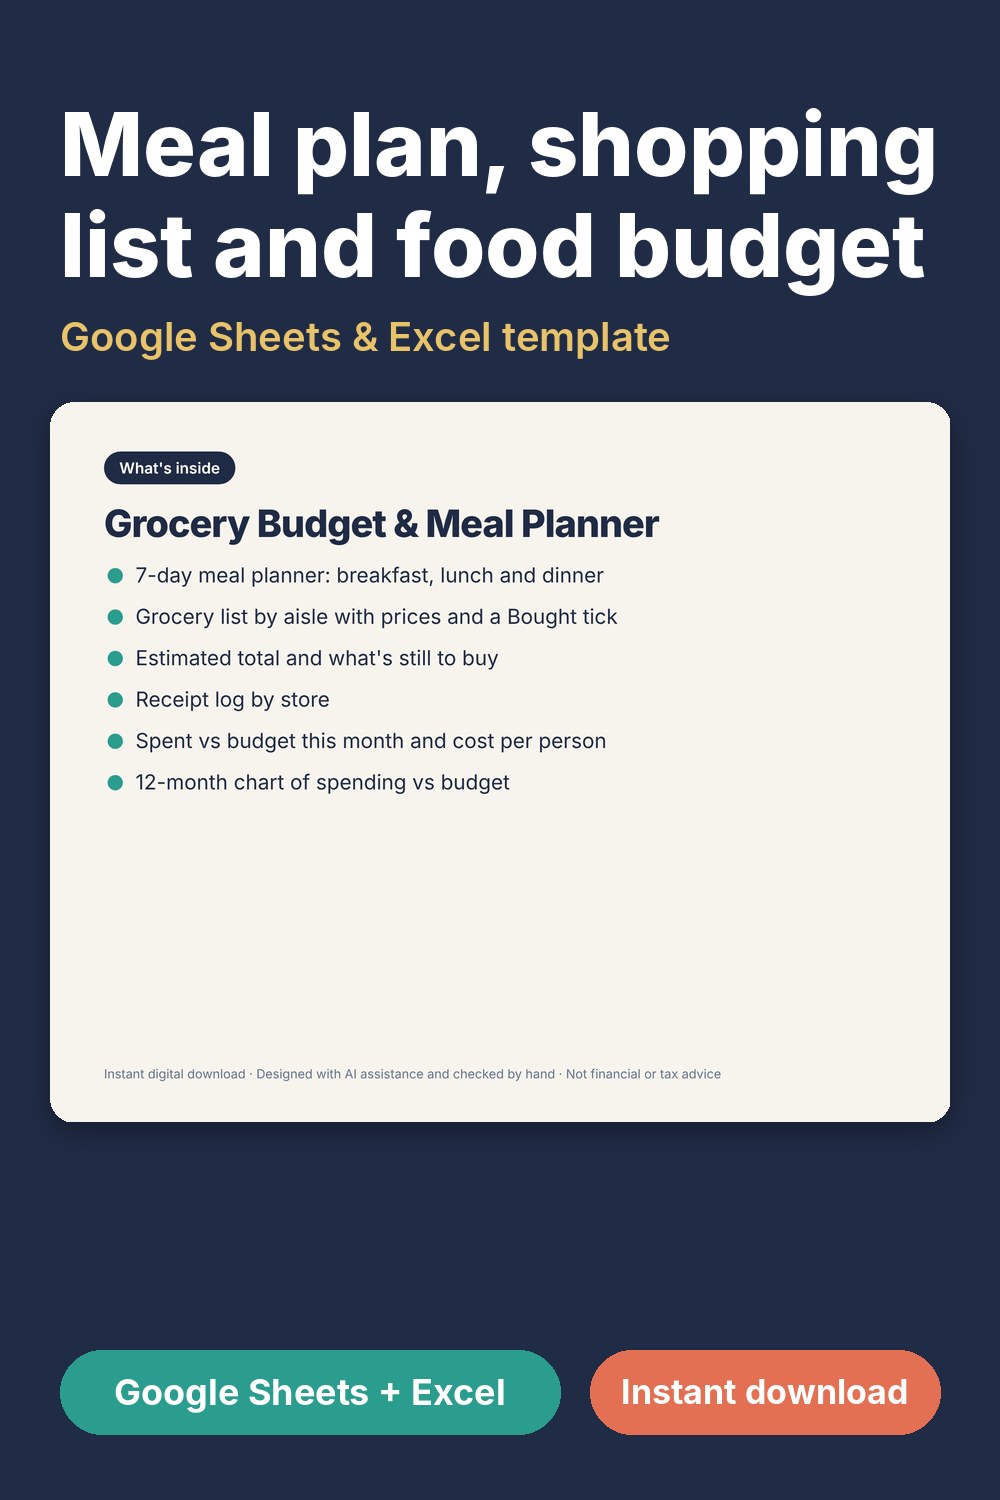 Meal plan, shopping
list and food budget
Google Sheets & Excel template
What's inside
Grocery Budget & Meal Planner
7-day meal planner: breakfast, lunch and dinner
Grocery list by aisle with prices and a Bought tick
Estimated total and what's still to buy
Receipt log by store
Spent vs budget this month and cost per person
12-month chart of spending vs budget
Instant digital download · Designed with AI assistance and checked by hand · Not financial or tax advice
Google Sheets + Excel
Instant download